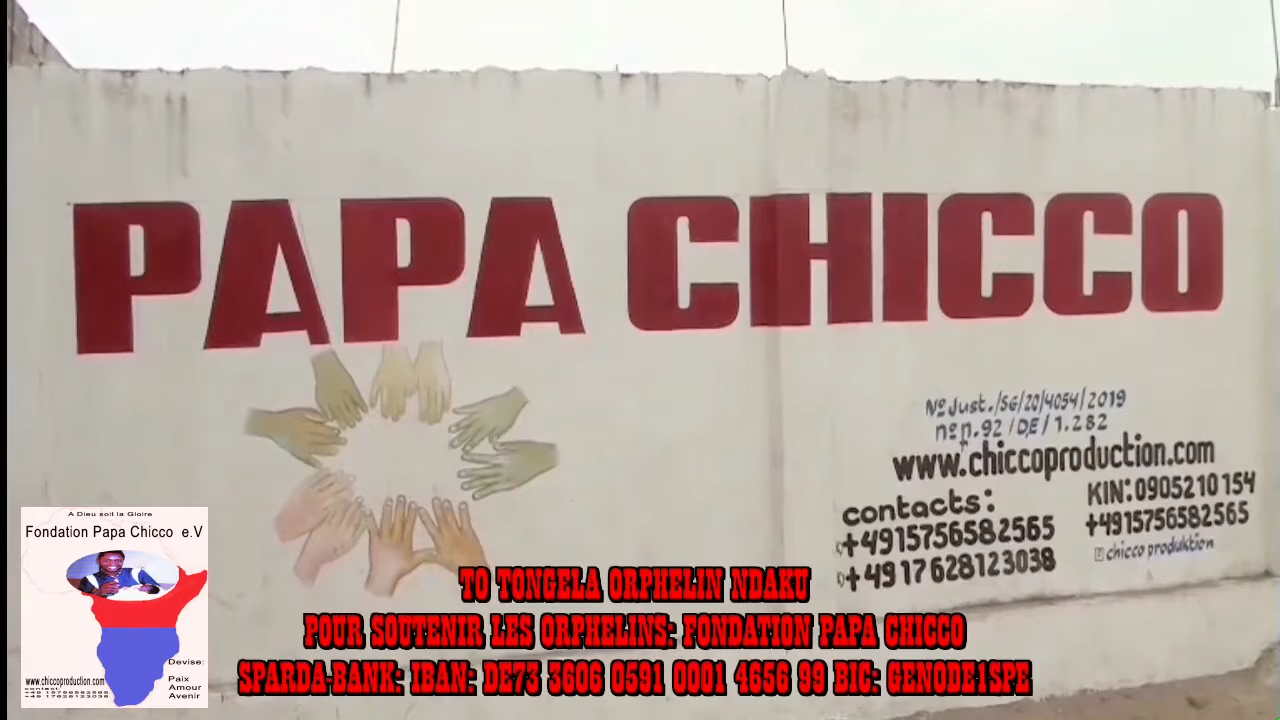 PAPA CHICCO
Nº Just./SG/20/4054/2019
nº n.92/DE/1.282
www.chiccoproduction.com
contacts:
+4915756582565
+4917628123038
KIN:0905210154
+4915756582565
chicco produktion
A Dieu soit la Gloire
Fondation Papa Chicco e.V
Devise:
Paix
Amour
Avenir
www.chiccoproduction.com
TO TONGELA ORPHELIN NDAKU
POUR SOUTENIR LES ORPHELINS: FONDATION PAPA CHICCO
SPARDA-BANK: IBAN: DE73 3606 0591 0001 4656 99 BIC: GENODE1SPE